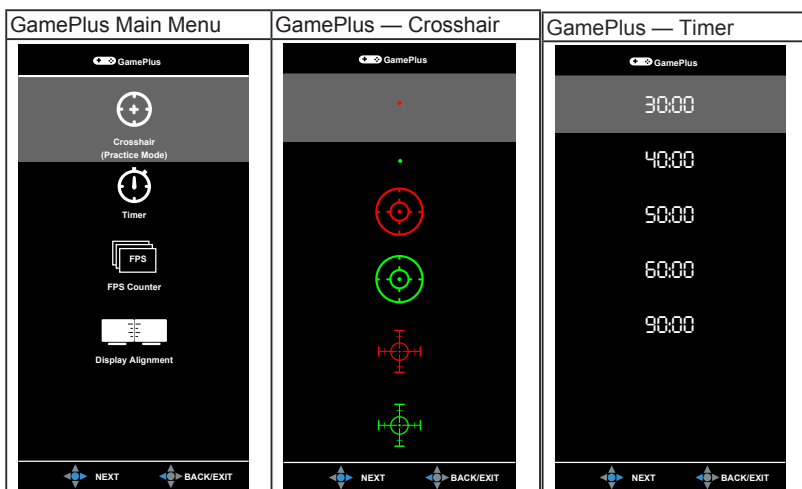 GamePlus Main Menu
GamePlus
Crosshair
(Practice Mode)
Timer
FPS
FPS Counter
Display Alignment
NEXT BACK/EXIT
GamePlus — Crosshair
GamePlus
NEXT BACK/EXIT
GamePlus — Timer
GamePlus
30:00
40:00
50:00
60:00
90:00
NEXT BACK/EXIT